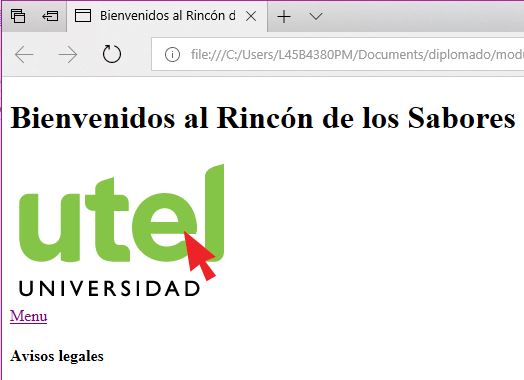 Bienvenidos al Rincón d
file:///C:/Users/L45B4380PM/Documents/diplomado/modu
Bienvenidos al Rincón de los Sabores
utel
UNIVERSIDAD
Menu
Avisos legales